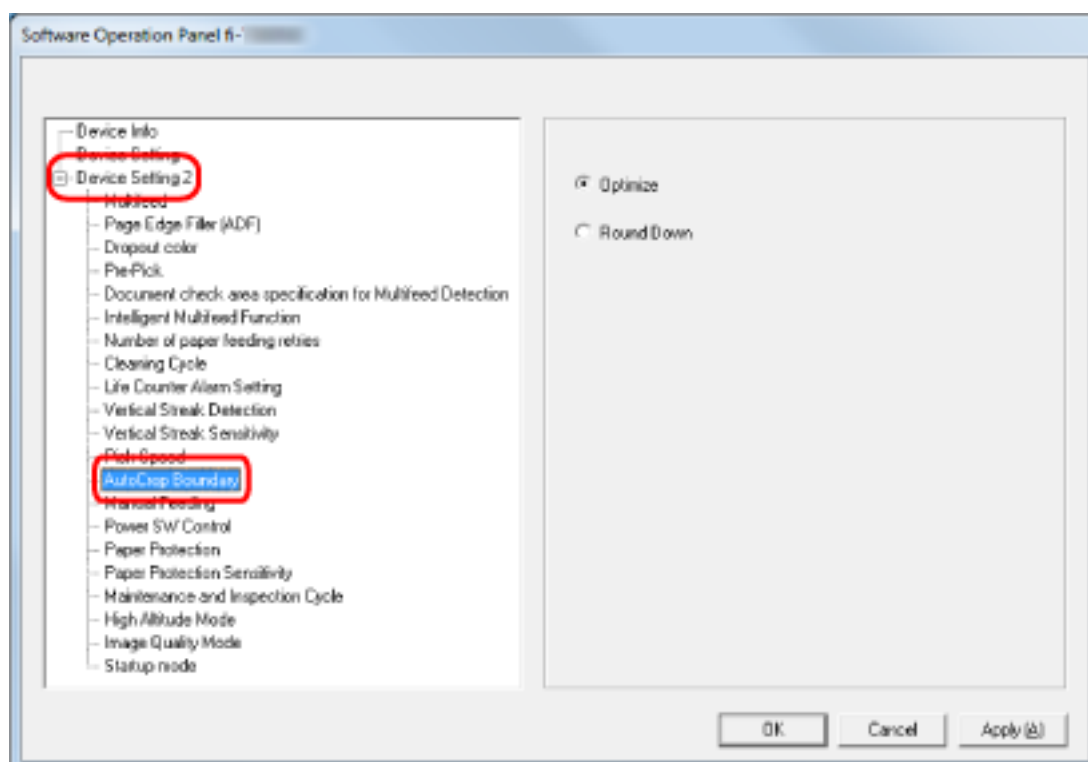 Software Operation Panel fi-
Device Info
Device Setting
Device Setting 2
Multifeed
Page Edge Filler (ADF)
Dropout color
Pre-Pick
Document check area specification for Multifeed Detection
Intelligent Multifeed Function
Number of paper feeding retries
Cleaning Cycle
Life Counter Alarm Setting
Vertical Streak Detection
Vertical Streak Sensitivity
Pick Speed
AutoCrop Boundary
Manual Feeding
Power SW Control
Paper Protection
Paper Protection Sensitivity
Maintenance and Inspection Cycle
High Altitude Mode
Image Quality Mode
Startup mode
Optimize
Round Down
OK
Cancel
Apply (A)